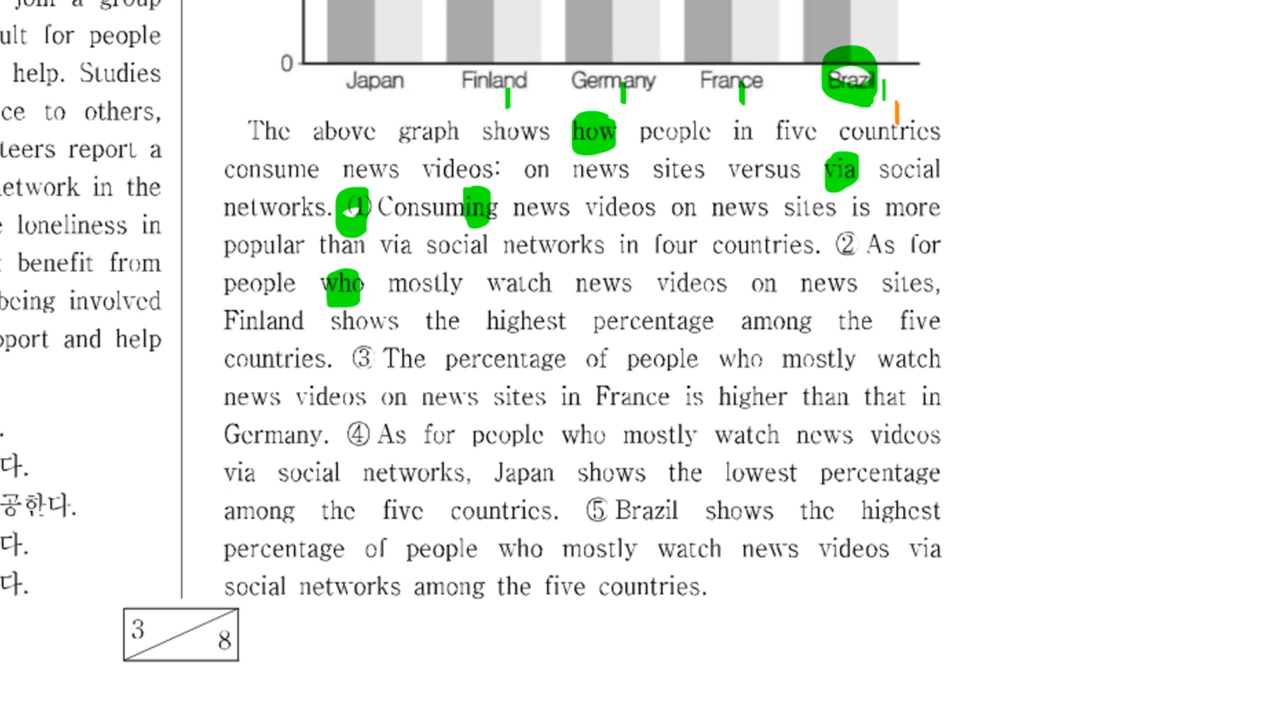 join a group
ult for people
help. Studies
ce to others,
teers report a
etwork in the
loneliness in
benefit from
being involved
pport and help
다.
공한다.
다.
다.
3 8
0
Japan Finland Germany France Brazil
The above graph shows how people in five countries
consume news videos: on news sites versus via social
networks. ① Consuming news videos on news sites is more
popular than via social networks in four countries. ② As for
people who mostly watch news videos on news sites,
Finland shows the highest percentage among the five
countries. ③ The percentage of people who mostly watch
news videos on news sites in France is higher than that in
Germany. ④ As for people who mostly watch news videos
via social networks, Japan shows the lowest percentage
among the five countries. ⑤ Brazil shows the highest
percentage of people who mostly watch news videos via
social networks among the five countries.